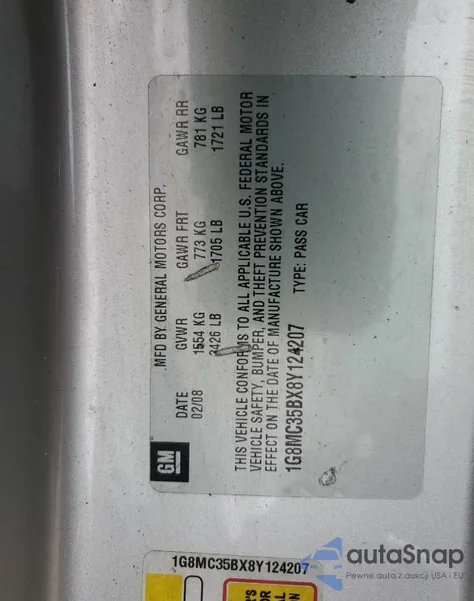 GM
MFD BY GENERAL MOTORS CORP.
DATE GVWR GAWR FRT GAWR RR
02/08 1554 KG 773 KG 781 KG
3426 LB 1705 LB 1721 LB
THIS VEHICLE CONFORMS TO ALL APPLICABLE U.S. FEDERAL MOTOR
VEHICLE SAFETY, BUMPER, AND THEFT PREVENTION STANDARDS IN
EFFECT ON THE DATE OF MANUFACTURE SHOWN ABOVE.
1G8MC35BX8Y124207 TYPE: PASS CAR
1G8MC35BX8Y124207
autaSnap
Pewne auta z aukcji USA i EU